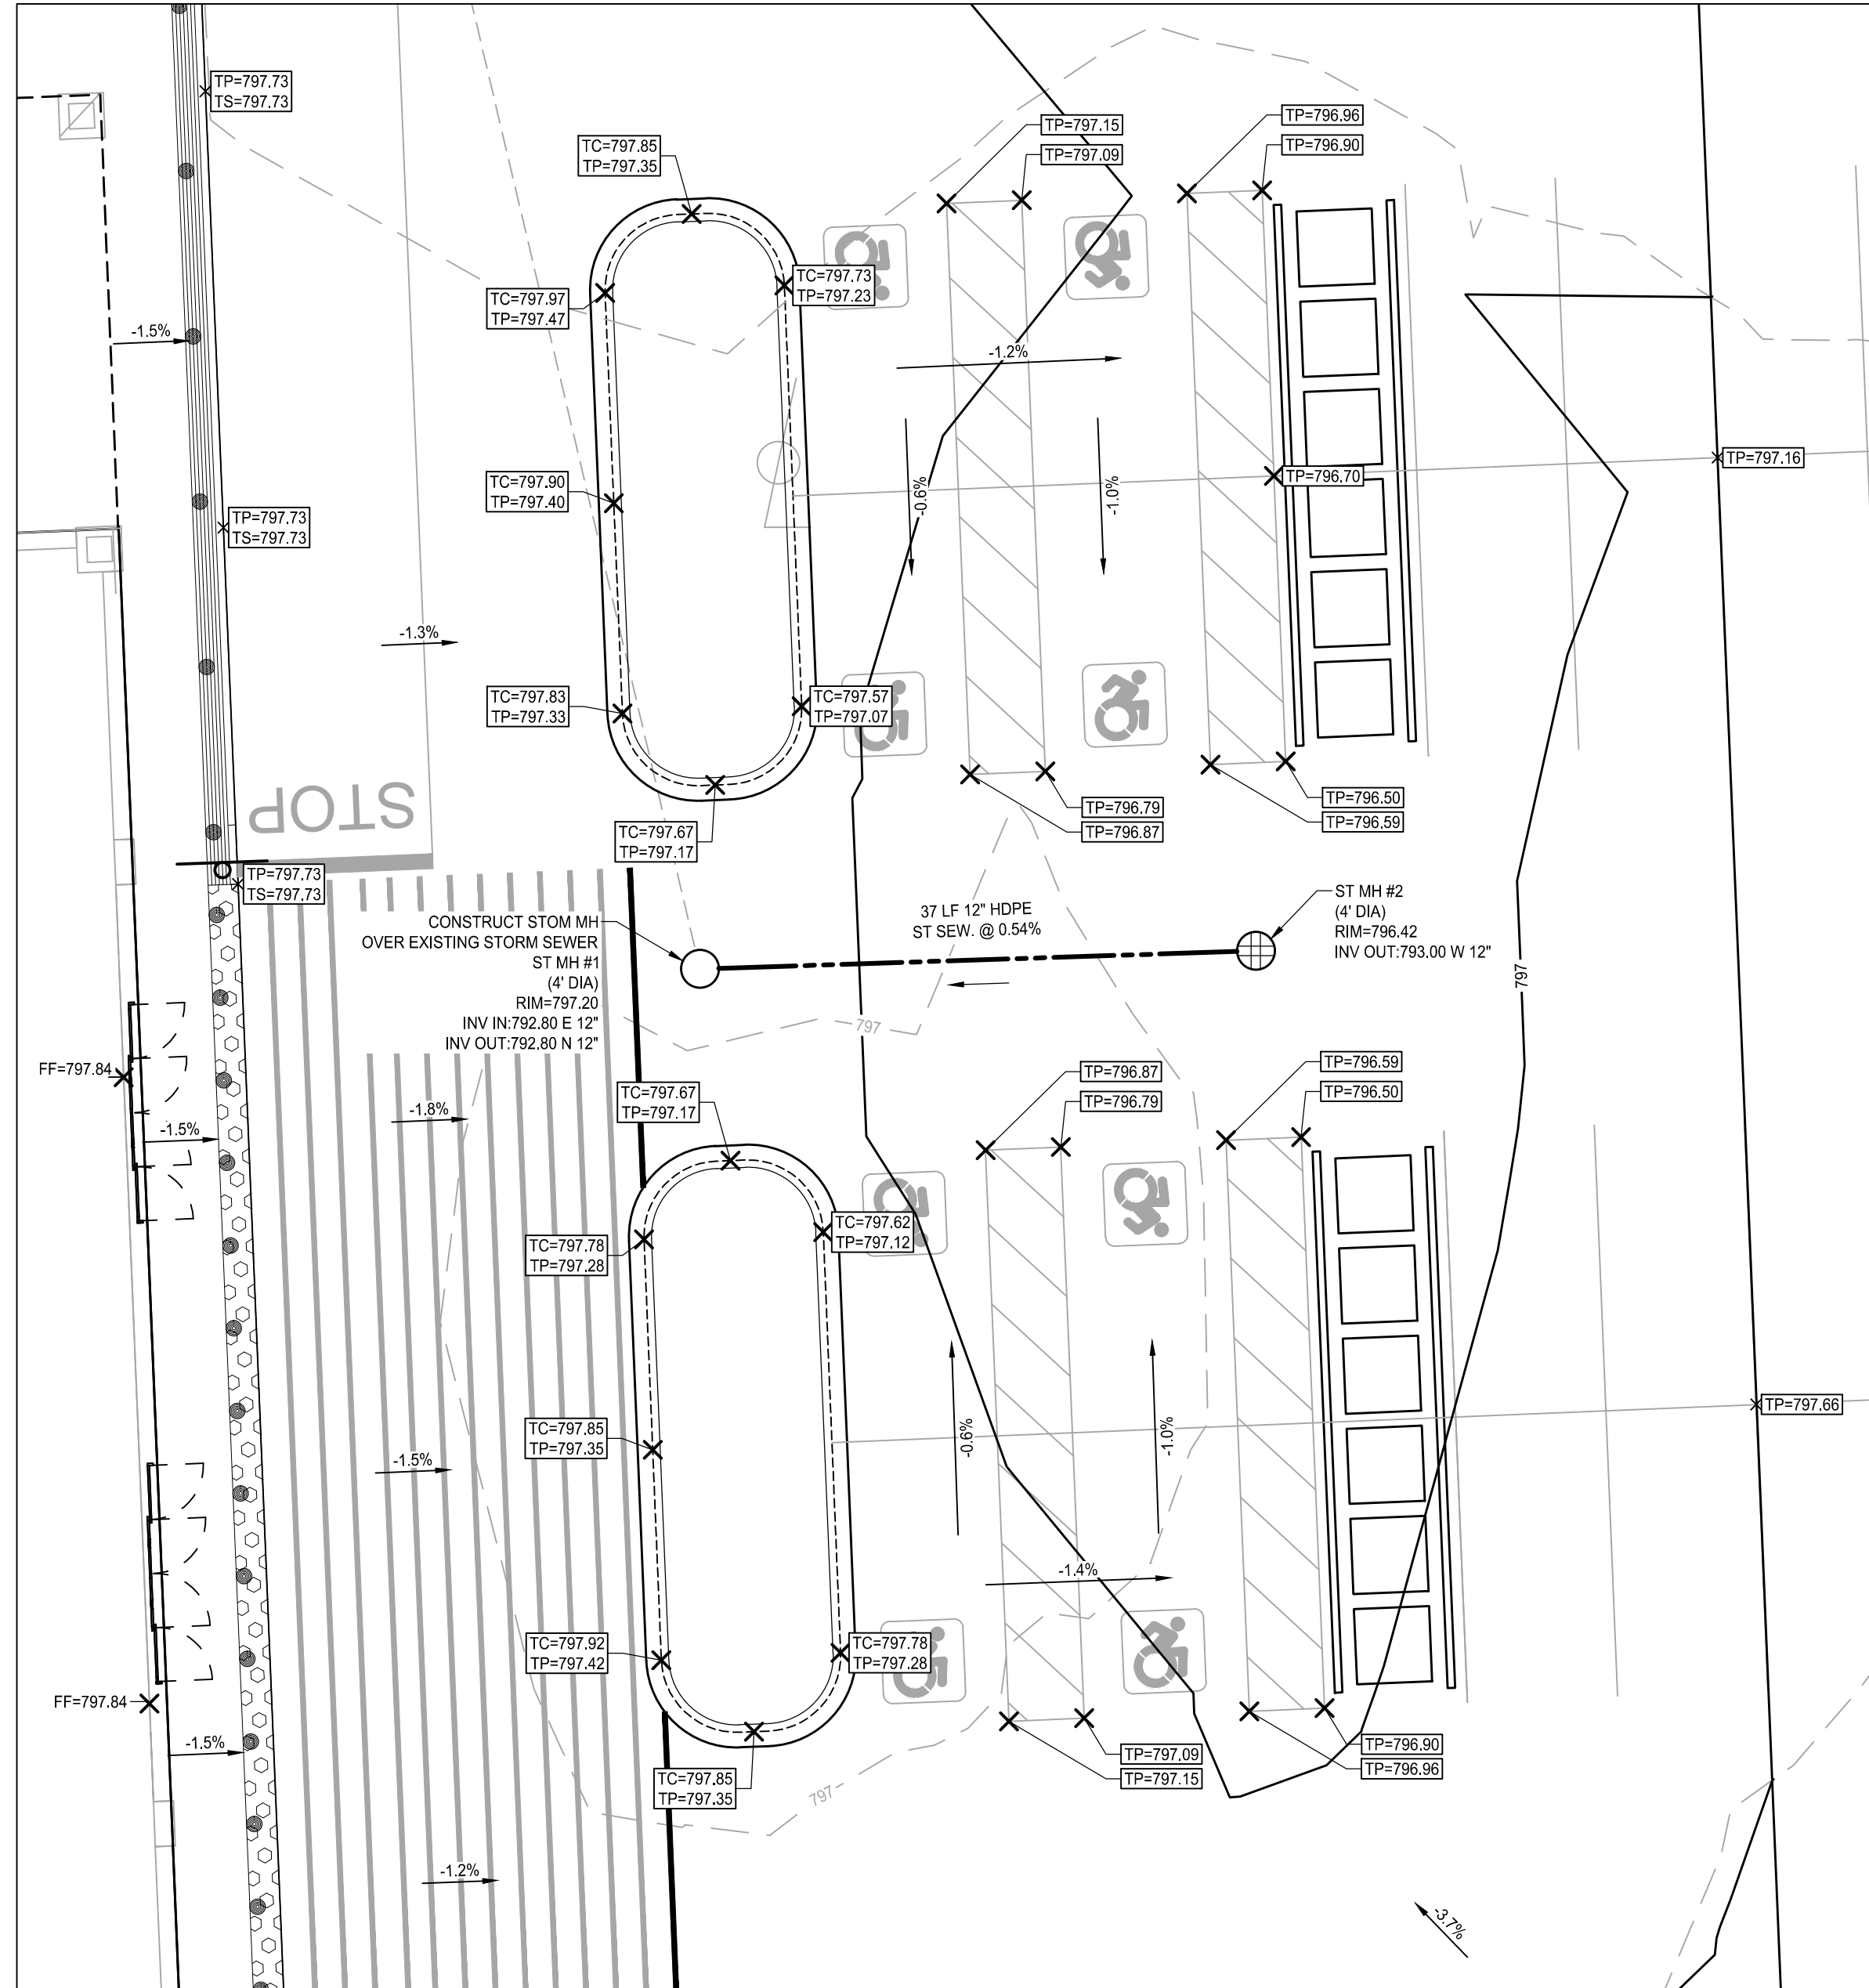 TP=797.73
TS=797.73
TC=797.85
TP=797.35
TP=797.15
TP=797.09
TP=796.96
TP=796.90
TC=797.97
TP=797.47
TC=797.73
TP=797.23
-1.5%
-1.2%
TC=797.90
TP=797.40
-0.6%
-1.0%
TP=796.70
TP=797.16
TP=797.73
TS=797.73
-1.3%
TC=797.83
TP=797.33
TC=797.57
TP=797.07
STOP
TC=797.67
TP=797.17
TP=796.79
TP=796.87
TP=796.50
TP=796.59
TP=797.73
TS=797.73
CONSTRUCT STOM MH
OVER EXISTING STORM SEWER
ST MH #1
(4' DIA)
RIM=797.20
INV IN:792.80 E 12"
INV OUT:792.80 N 12"
37 LF 12" HDPE
ST SEW. @ 0.54%
ST MH #2
(4' DIA)
RIM=796.42
INV OUT:793.00 W 12"
797
797
FF=797.84
-1.8%
-1.5%
TC=797.67
TP=797.17
TP=796.87
TP=796.79
TP=796.59
TP=796.50
TC=797.78
TP=797.28
TC=797.62
TP=797.12
TC=797.85
TP=797.35
-1.5%
-0.6%
-1.0%
TP=797.66
-1.4%
TC=797.92
TP=797.42
TC=797.78
TP=797.28
FF=797.84
-1.5%
TC=797.85
TP=797.35
797
TP=797.09
TP=797.15
TP=796.90
TP=796.96
-1.2%
-3.7%